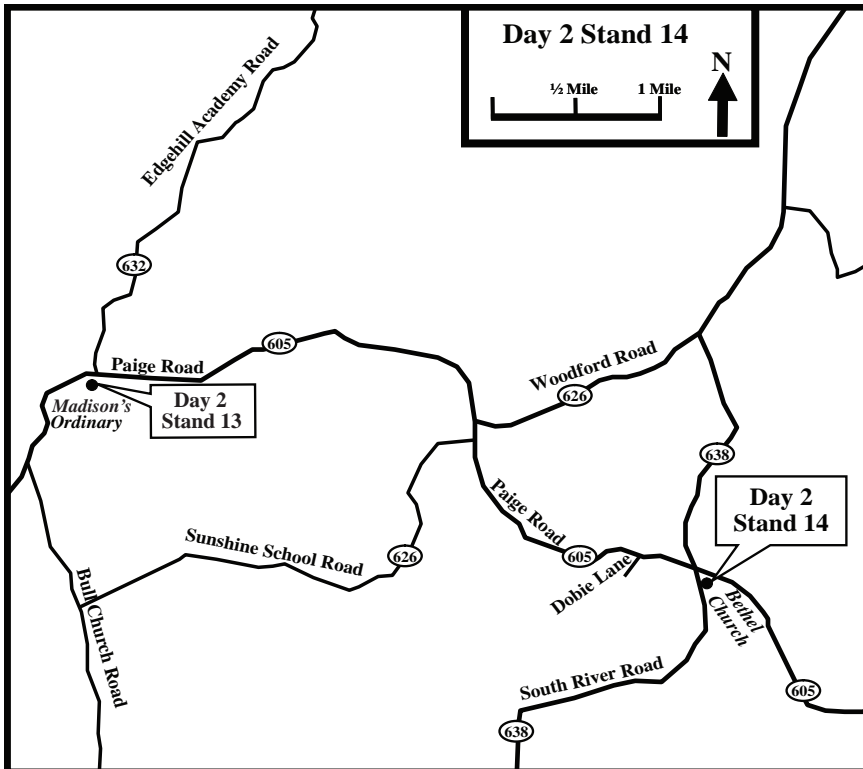 Day 2 Stand 14
½ Mile
1 Mile
N
Edgehill Academy Road
632
605
Paige Road
Madison's
Ordinary
Day 2
Stand 13
Woodford Road
626
638
Paige Road
Day 2
Stand 14
Sunshine School Road
626
605
Dobie Lane
Bethel
Church
Bull Church Road
South River Road
605
638